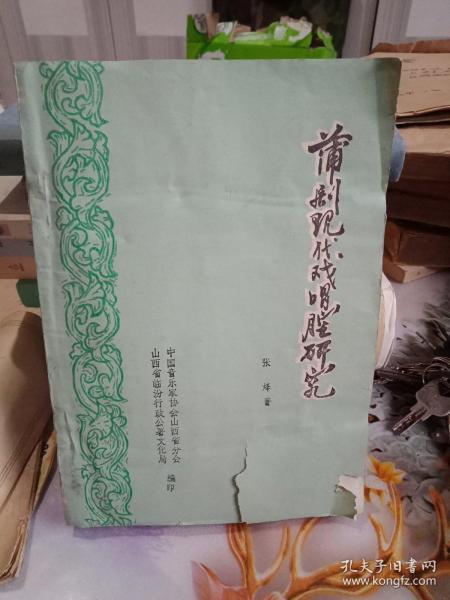 蒲剧现代戏唱腔研究
张烽著
中国音乐家协会山西省分会
山西省临汾行政公署文化局
编印
孔夫子旧书网
www.kongfz.com